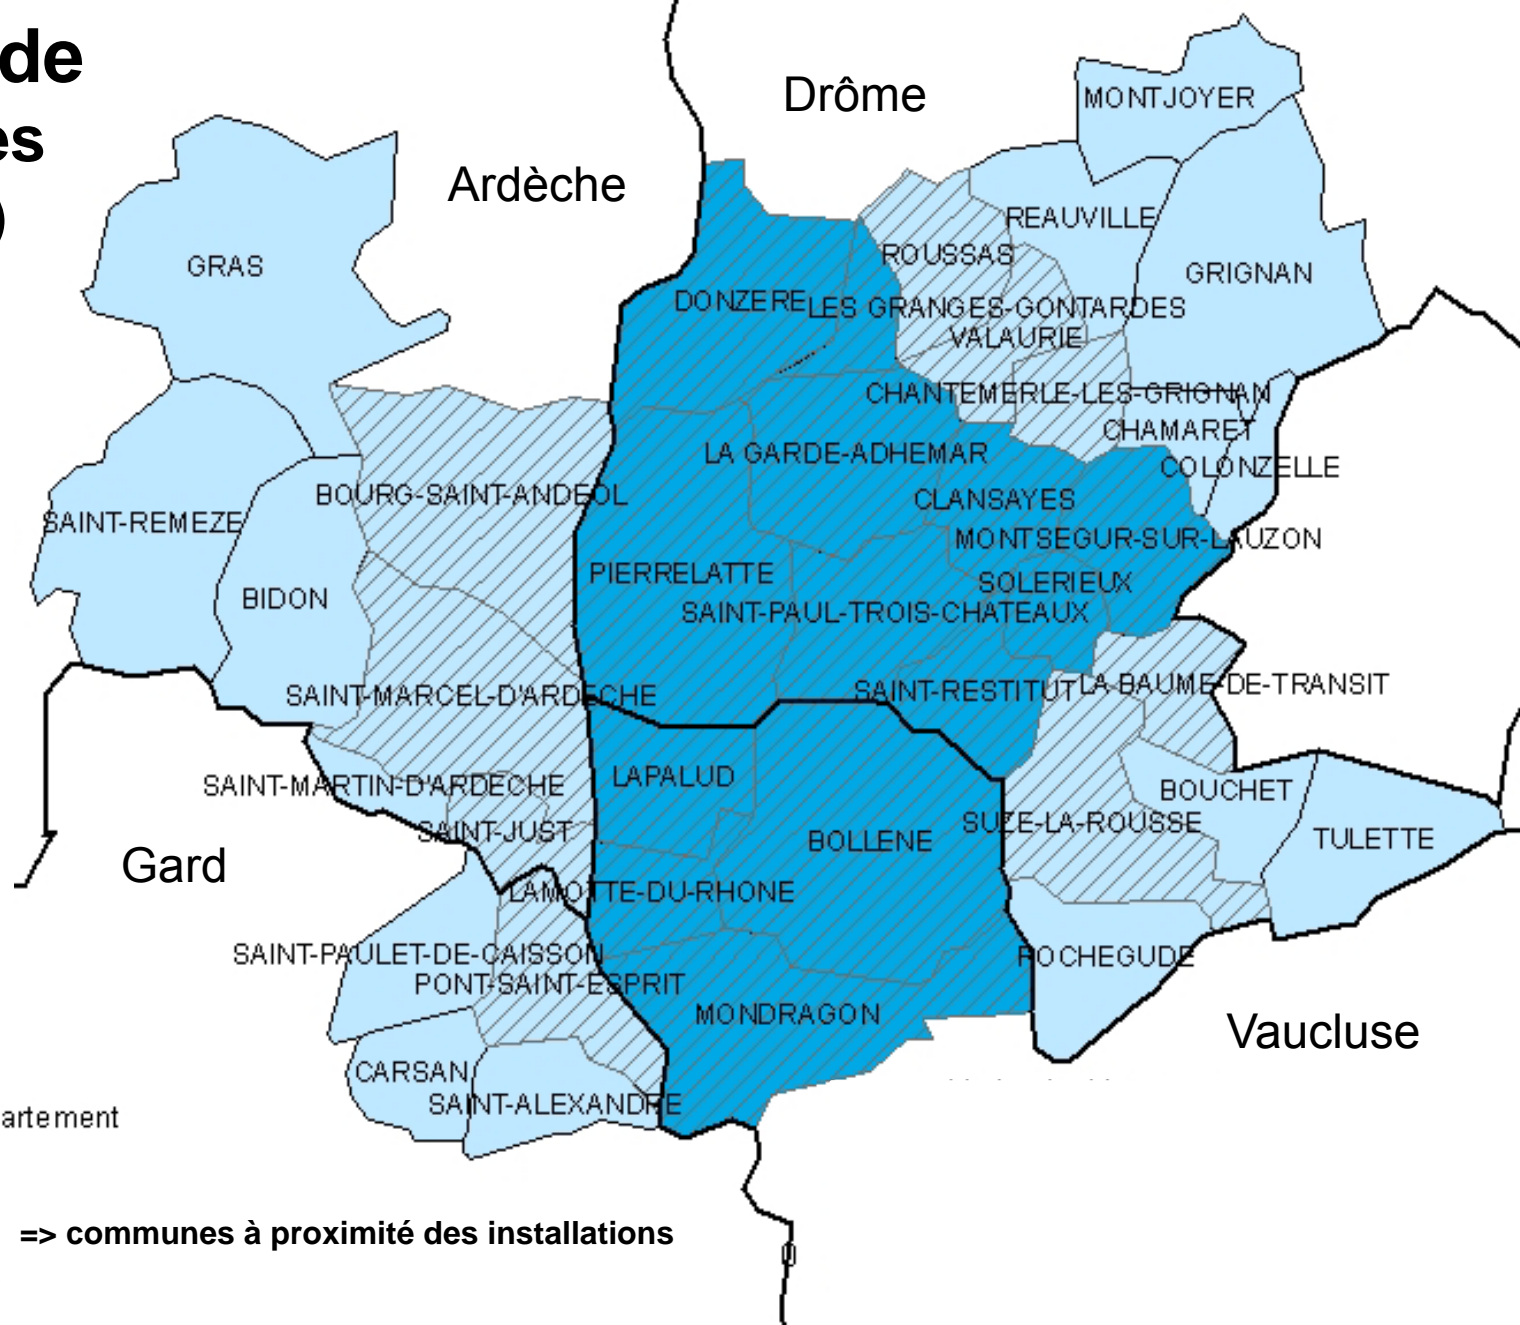 de
es
)
Drôme
MONTJOYER
Ardèche
REAUVILLE
ROUSSAS
GRAS
GRIGNAN
DONZERE
LES GRANGES-GONTARDES
VALAURIE
CHANTEMERLE-LES-GRIGNAN
CHAMARET
LA GARDE-ADHEMAR
COLONZELLE
BOURG-SAINT-ANDEOL
CLANSAYES
SAINT-REMEZE
MONTSEGUR-SUR-LAUZON
PIERRELATTE
SOLERIEUX
BIDON
SAINT-PAUL-TROIS-CHATEAUX
SAINT-MARCEL-D'ARDECHE
SAINT-RESTITUT
LA BAUME-DE-TRANSIT
LAPALUD
SAINT-MARTIN-D'ARDECHE
BOUCHET
SUZE-LA-ROUSSE
SAINT-JUST
BOLLENE
TULETTE
Gard
LAMOTTE-DU-RHONE
SAINT-PAULET-DE-CAISSON
ROCHEGUDE
PONT-SAINT-ESPRIT
MONDRAGON
Vaucluse
CARSAN
SAINT-ALEXANDRE
artement
=> communes à proximité des installations